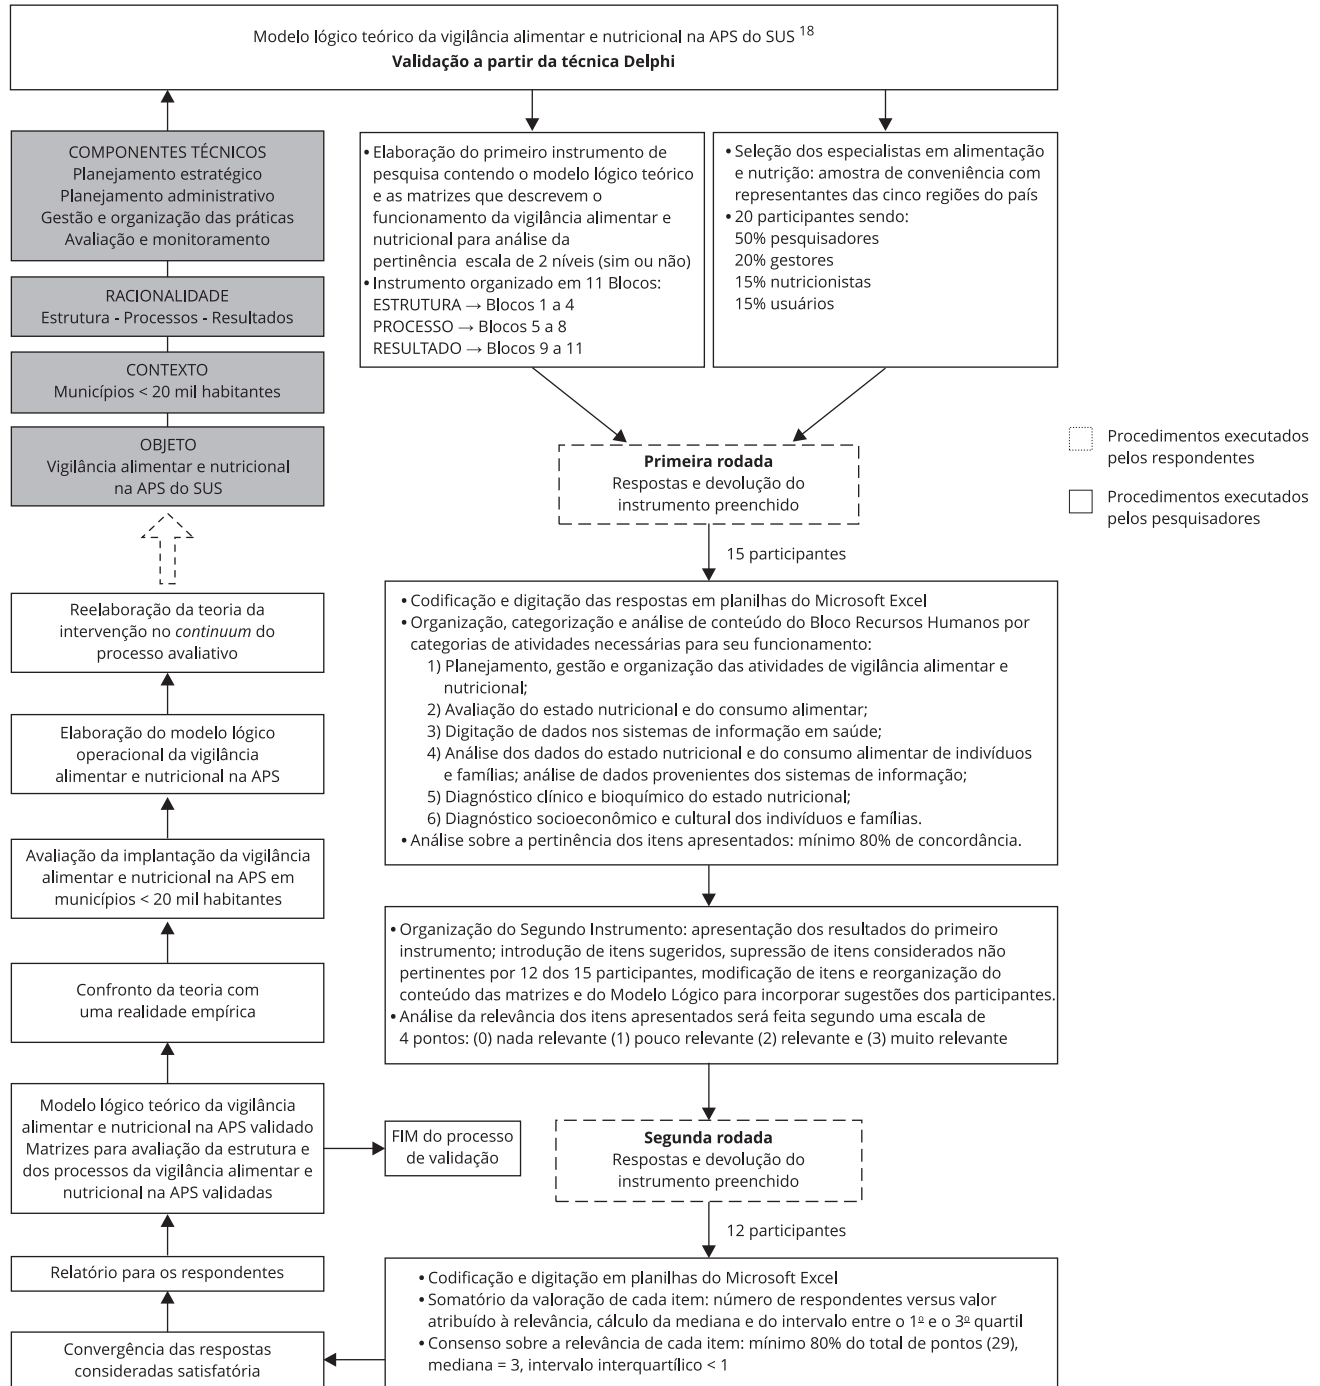 Modelo lógico teórico da vigilância alimentar e nutricional na APS do SUS 18
Validação a partir da técnica Delphi
COMPONENTES TÉCNICOS
Planejamento estratégico
Planejamento administrativo
Gestão e organização das práticas
Avaliação e monitoramento
RACIONALIDADE
Estrutura - Processos - Resultados
CONTEXTO
Municípios < 20 mil habitantes
OBJETO
Vigilância alimentar e nutricional
na APS do SUS
• Elaboração do primeiro instrumento de
pesquisa contendo o modelo lógico teórico
e as matrizes que descrevem o
funcionamento da vigilância alimentar e
nutricional para análise da
pertinência escala de 2 níveis (sim ou não)
• Instrumento organizado em 11 Blocos:
ESTRUTURA → Blocos 1 a 4
PROCESSO → Blocos 5 a 8
RESULTADO → Blocos 9 a 11
• Seleção dos especialistas em alimentação
e nutrição: amostra de conveniência com
representantes das cinco regiões do país
• 20 participantes sendo:
50% pesquisadores
20% gestores
15% nutricionistas
15% usuários
Procedimentos executados
pelos respondentes
Procedimentos executados
pelos pesquisadores
Primeira rodada
Respostas e devolução do
instrumento preenchido
15 participantes
• Codificação e digitação das respostas em planilhas do Microsoft Excel
• Organização, categorização e análise de conteúdo do Bloco Recursos Humanos por
categorias de atividades necessárias para seu funcionamento:
1) Planejamento, gestão e organização das atividades de vigilância alimentar e
nutricional;
2) Avaliação do estado nutricional e do consumo alimentar;
3) Digitação de dados nos sistemas de informação em saúde;
4) Análise dos dados do estado nutricional e do consumo alimentar de indivíduos
e famílias; análise de dados provenientes dos sistemas de informação;
5) Diagnóstico clínico e bioquímico do estado nutricional;
6) Diagnóstico socioeconômico e cultural dos indivíduos e famílias.
• Análise sobre a pertinência dos itens apresentados: mínimo 80% de concordância.
• Organização do Segundo Instrumento: apresentação dos resultados do primeiro
instrumento; introdução de itens sugeridos, supressão de itens considerados não
pertinentes por 12 dos 15 participantes, modificação de itens e reorganização do
conteúdo das matrizes e do Modelo Lógico para incorporar sugestões dos participantes.
• Análise da relevância dos itens apresentados será feita segundo uma escala de
4 pontos: (0) nada relevante (1) pouco relevante (2) relevante e (3) muito relevante
Segunda rodada
Respostas e devolução do
instrumento preenchido
12 participantes
• Codificação e digitação em planilhas do Microsoft Excel
• Somatório da valoração de cada item: número de respondentes versus valor
atribuído à relevância, cálculo da mediana e do intervalo entre o 1º e o 3º quartil
• Consenso sobre a relevância de cada item: mínimo 80% do total de pontos (29),
mediana = 3, intervalo interquartílico < 1
Convergência das respostas
consideradas satisfatória
Relatório para os respondentes
Modelo lógico teórico da vigilância
alimentar e nutricional na APS validado
Matrizes para avaliação da estrutura e
dos processos da vigilância alimentar e
nutricional na APS validadas
FIM do processo
de validação
Confronto da teoria com
uma realidade empírica
Avaliação da implantação da vigilância
alimentar e nutricional na APS em
municípios < 20 mil habitantes
Elaboração do modelo lógico
operacional da vigilância
alimentar e nutricional na APS
Reelaboração da teoria da
intervenção no continuum do
processo avaliativo